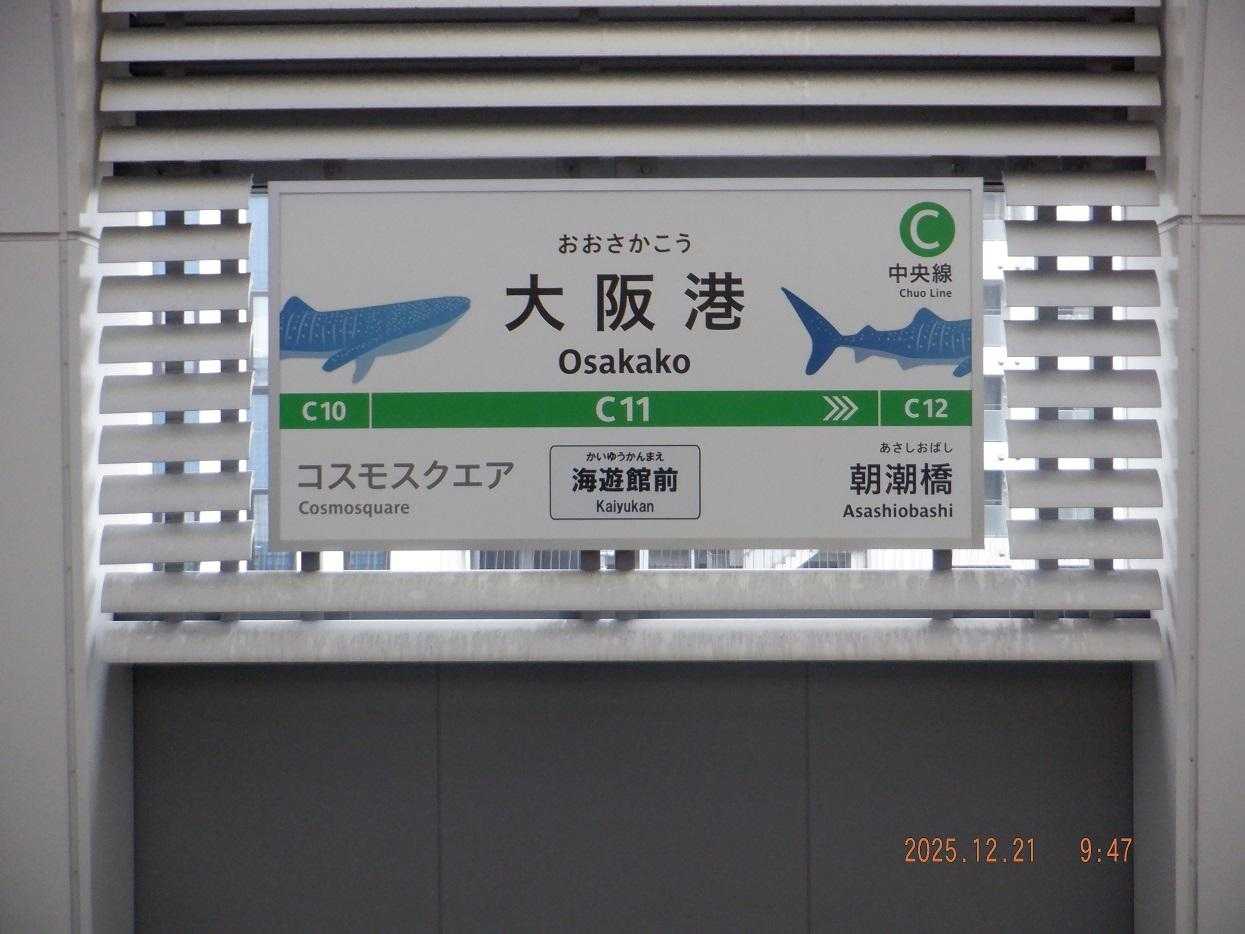 C
中央線
Chuo Line
おおさかこう
大阪港
Osakako
C10
C11
C12
コスモスクエア
Cosmosquare
かいゆうかんまえ
海遊館前
Kaiyukan
あさしおばし
朝潮橋
Asashiobashi
2025.12.21 9:47